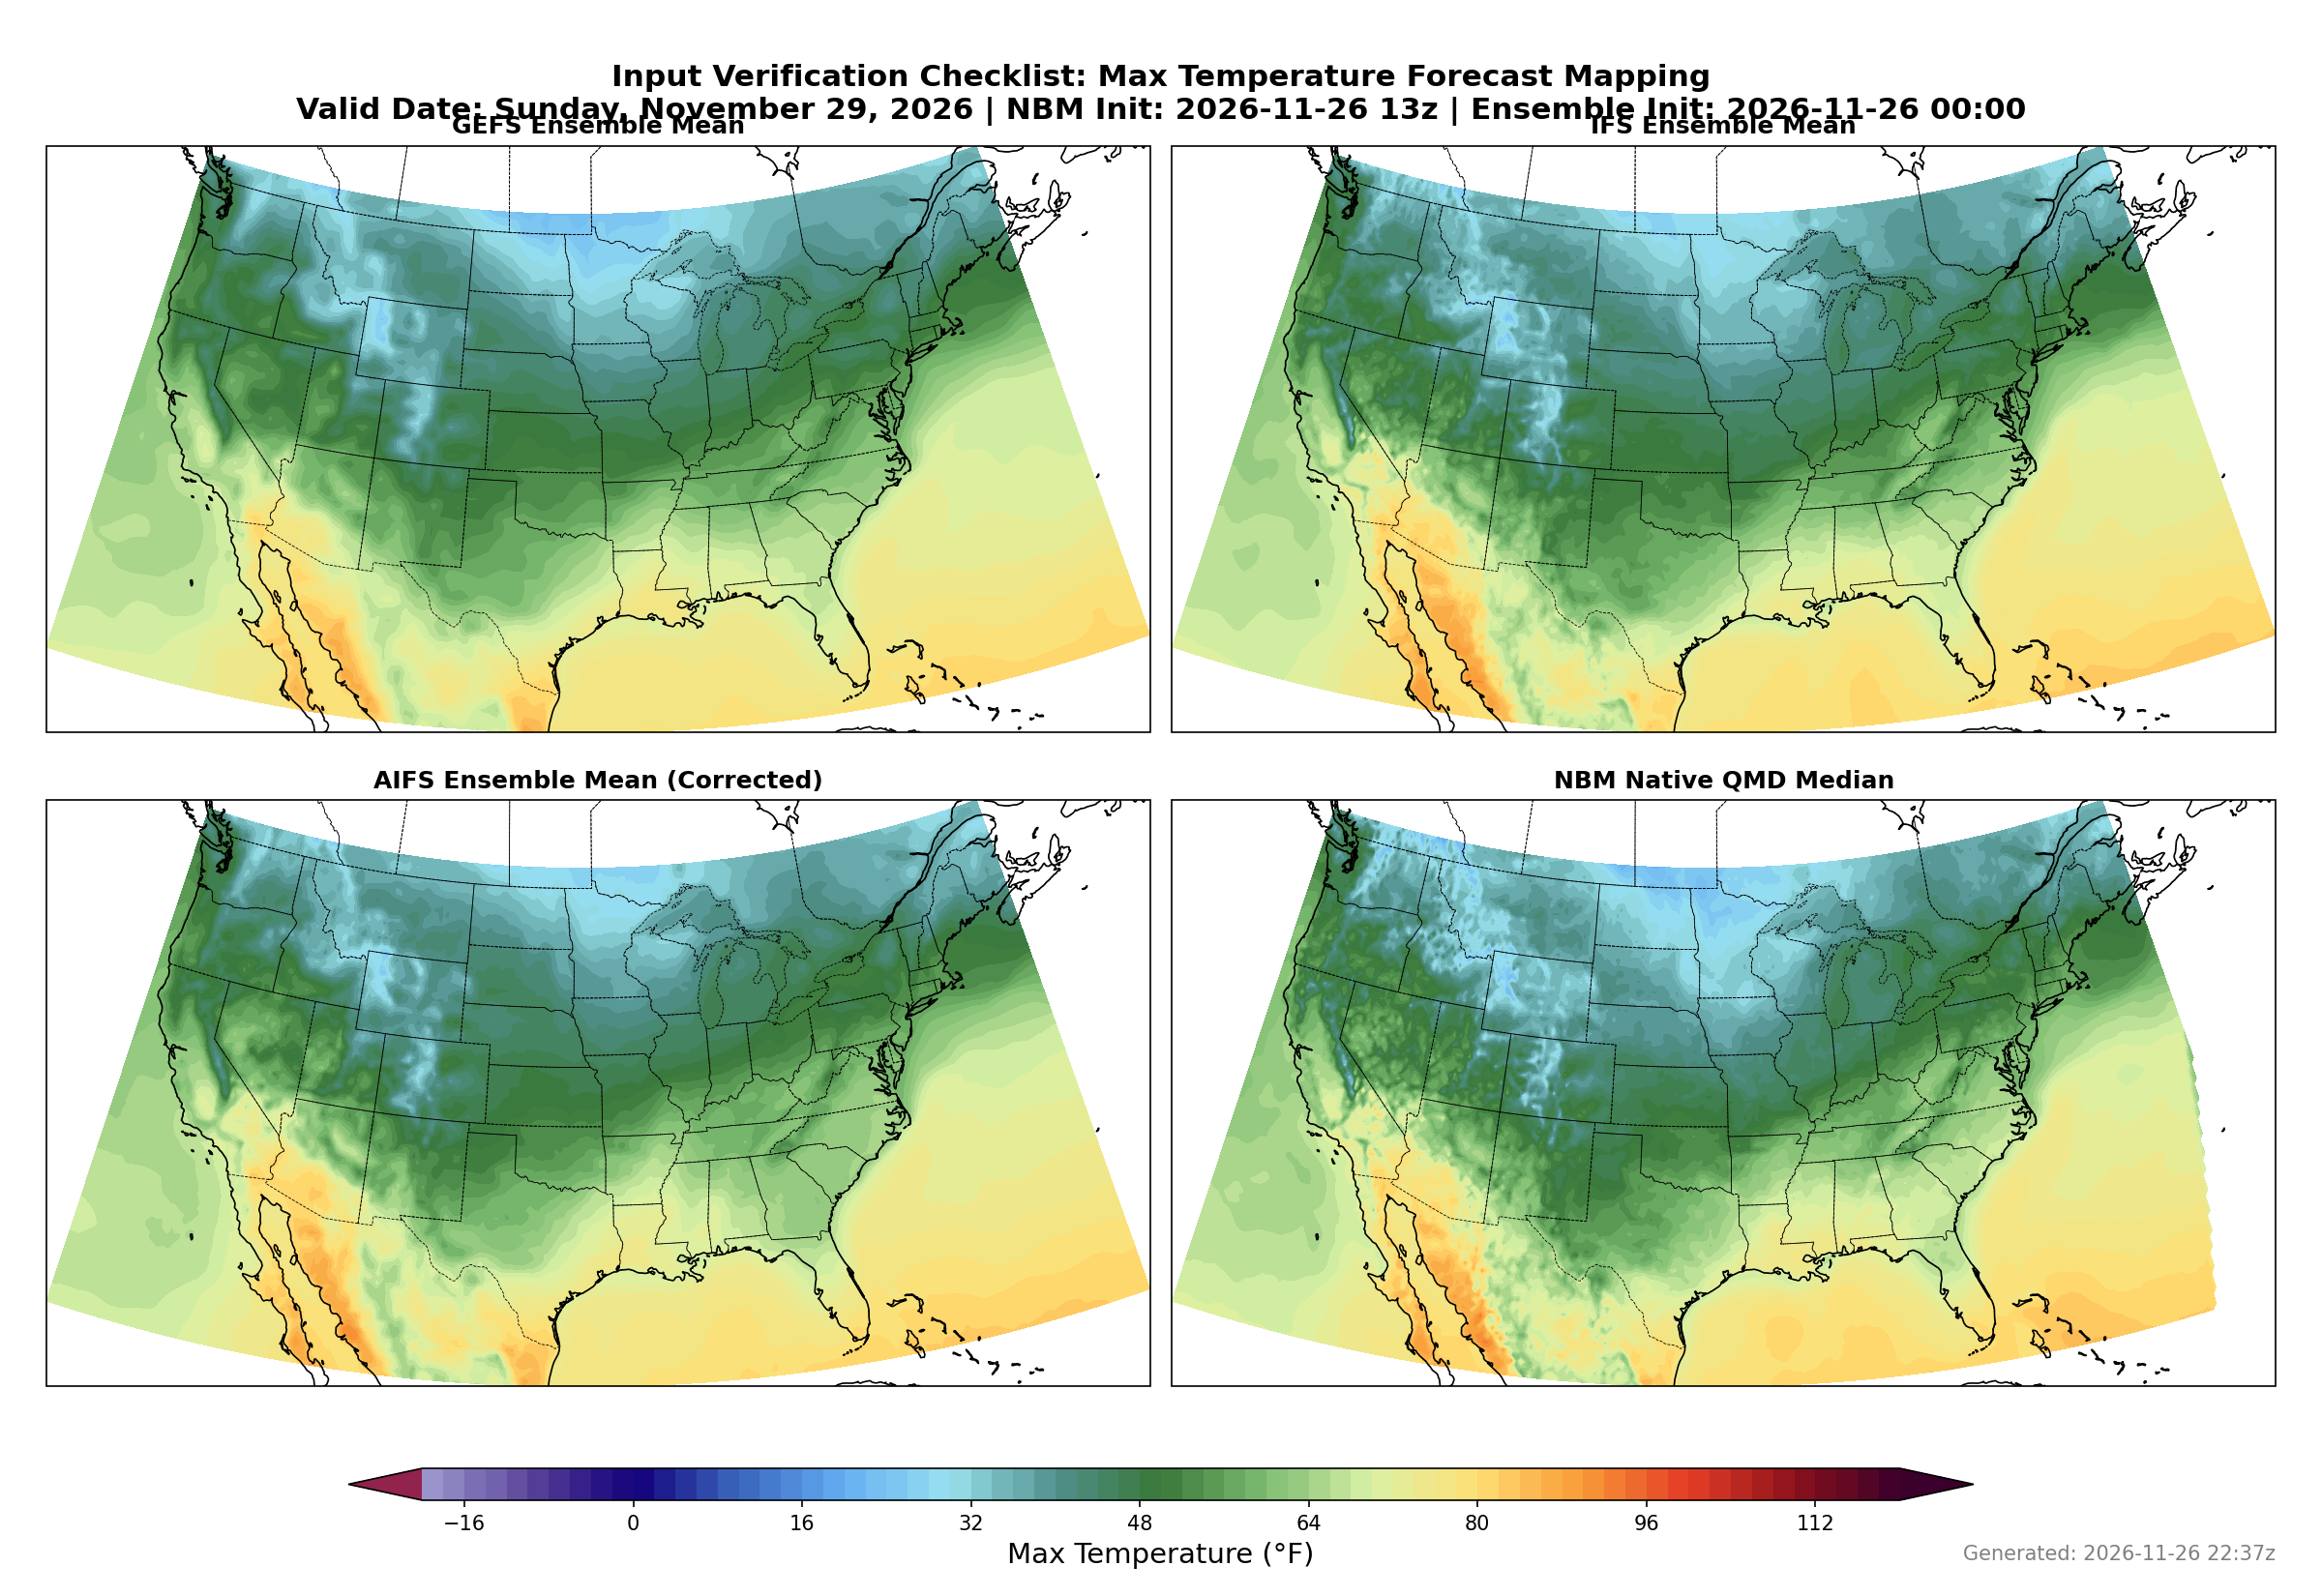 Input Verification Checklist: Max Temperature Forecast Mapping
Valid Date: Sunday, November 29, 2026 | NBM Init: 2026-11-26 13z | Ensemble Init: 2026-11-26 00:00
GEFS Ensemble Mean
IFS Ensemble Mean
AIFS Ensemble Mean (Corrected)
NBM Native QMD Median
−16 0 16 32 48 64 80 96 112
Max Temperature (°F)
Generated: 2026-11-26 22:37z